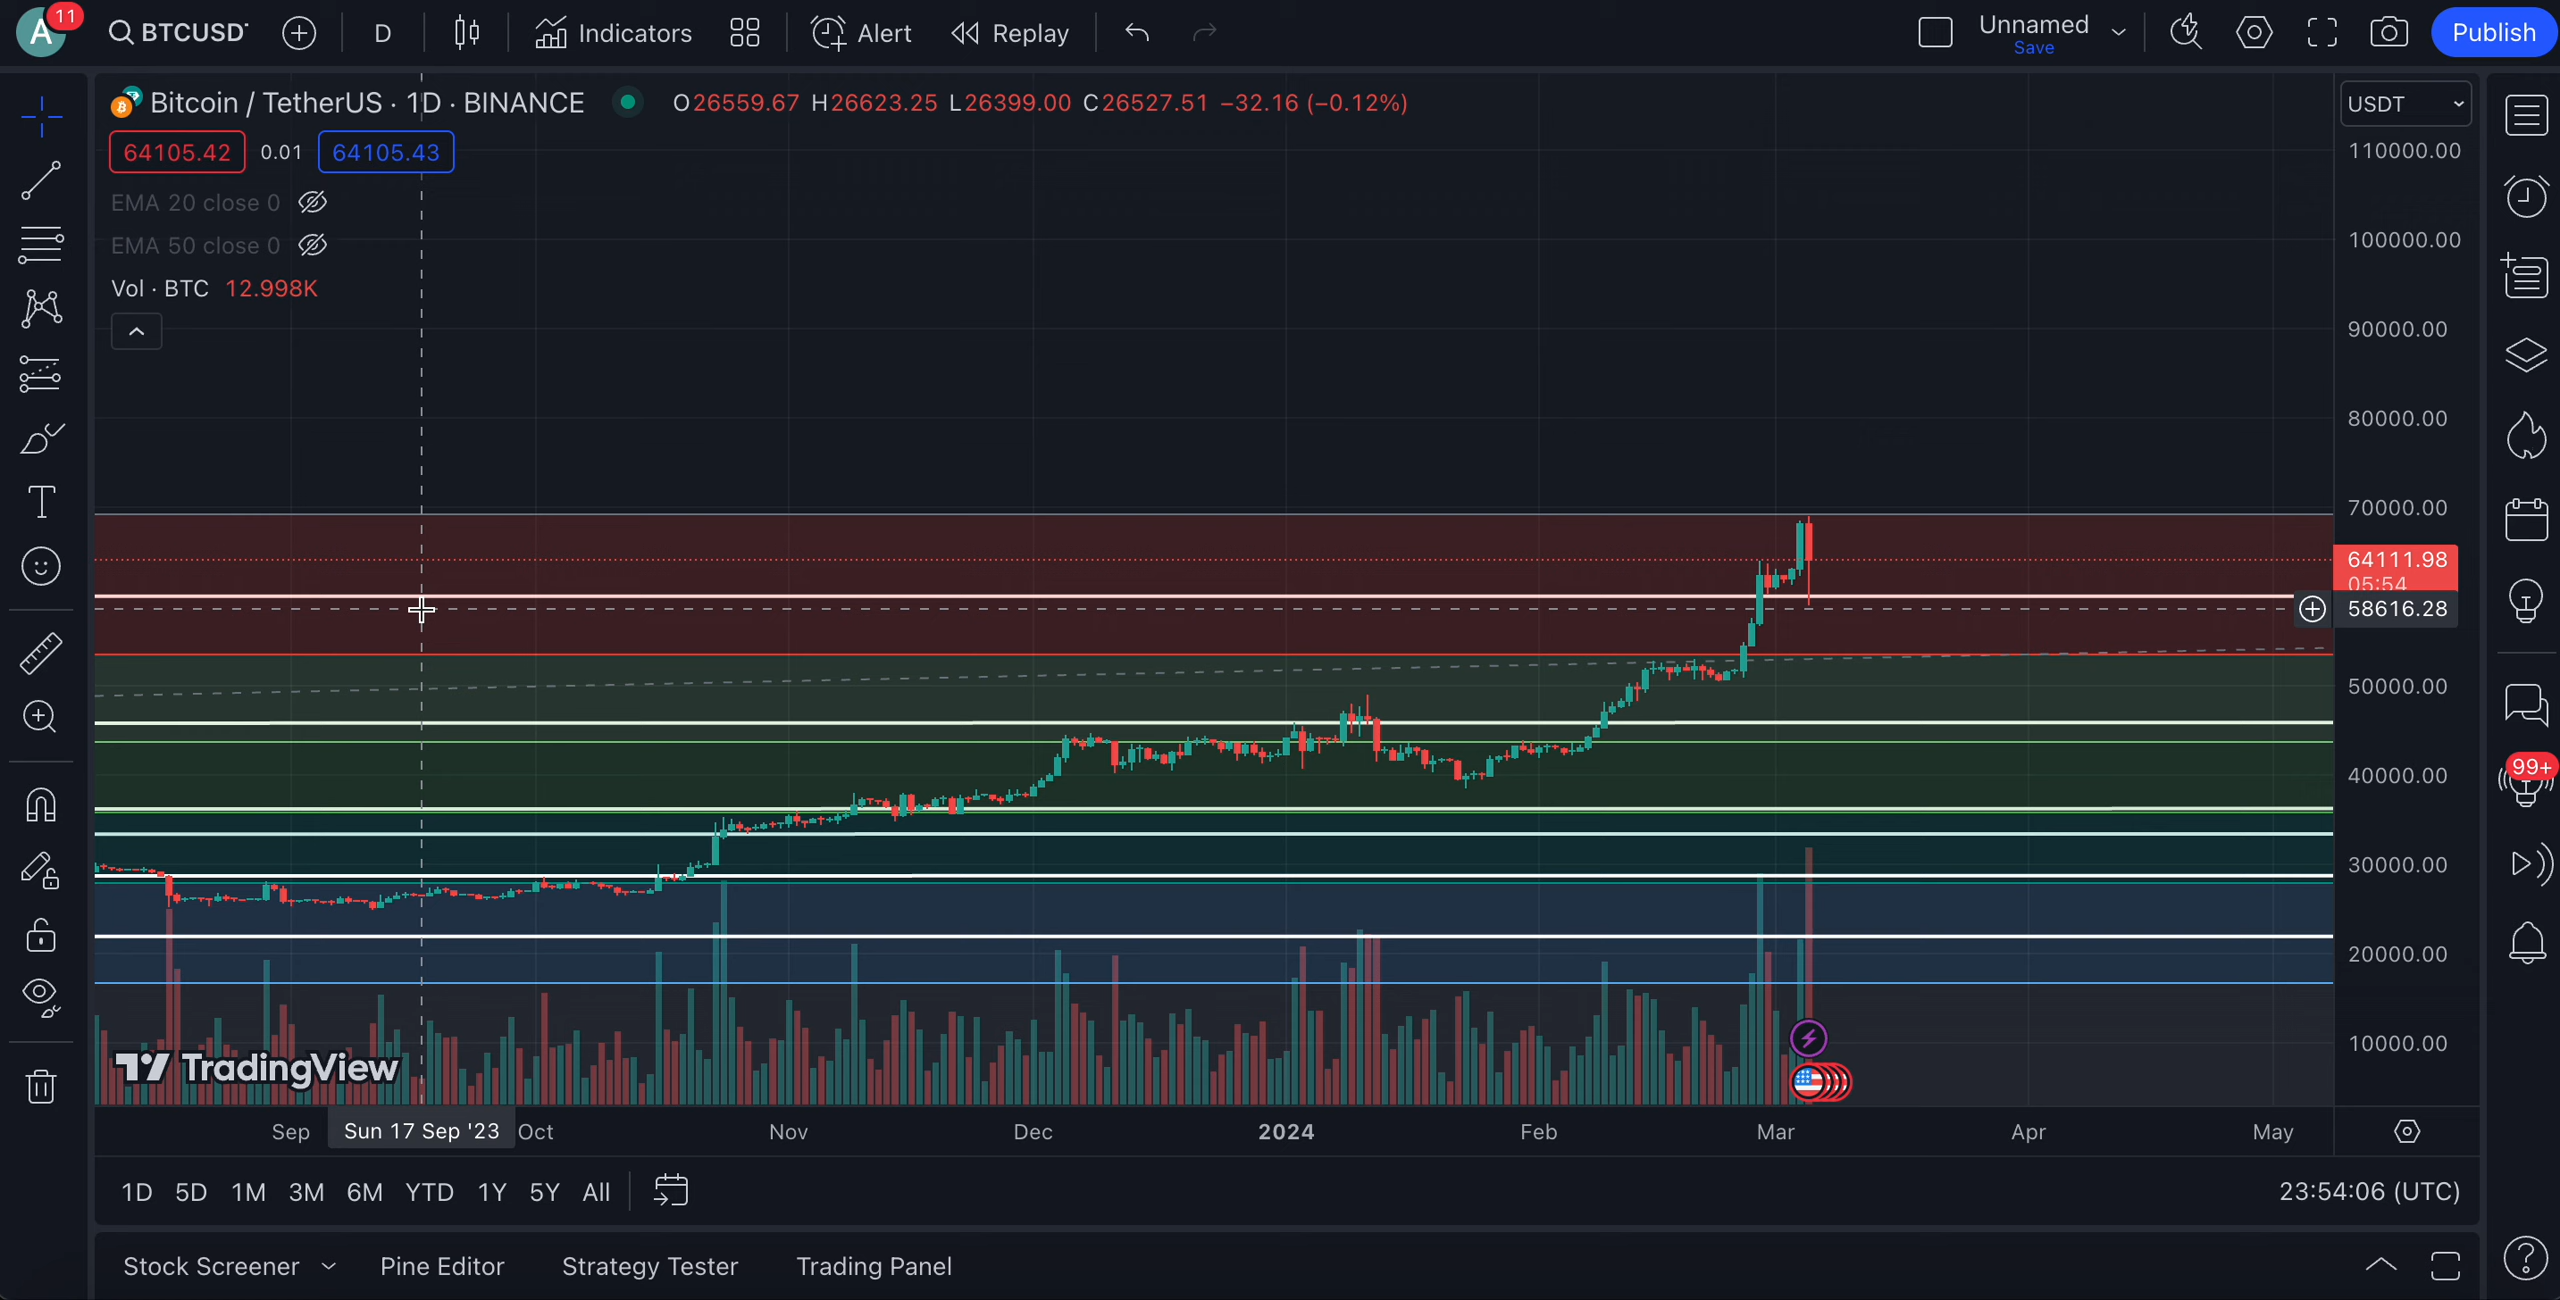 A 11 BTCUSDT D Indicators Alert Replay Unnamed Save Publish
Bitcoin / TetherUS · 1D · BINANCE O26559.67 H26623.25 L26399.00 C26527.51 −32.16 (−0.12%) USDT
64105.42 0.01 64105.43
EMA 20 close 0
EMA 50 close 0
Vol · BTC 12.998K
110000.00
100000.00
90000.00
80000.00
70000.00
64111.98
05:54
58616.28
50000.00
40000.00
30000.00
20000.00
10000.00
99+
TradingView
Sep Sun 17 Sep '23 Oct Nov Dec 2024 Feb Mar Apr May
1D 5D 1M 3M 6M YTD 1Y 5Y All 23:54:06 (UTC)
Stock Screener Pine Editor Strategy Tester Trading Panel